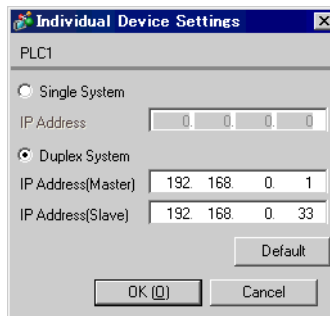 Individual Device Settings
PLC1
Single System
IP Address 0. 0. 0. 0
Duplex System
IP Address(Master) 192. 168. 0. 1
IP Address(Slave) 192. 168. 0. 33
Default
OK (O) Cancel